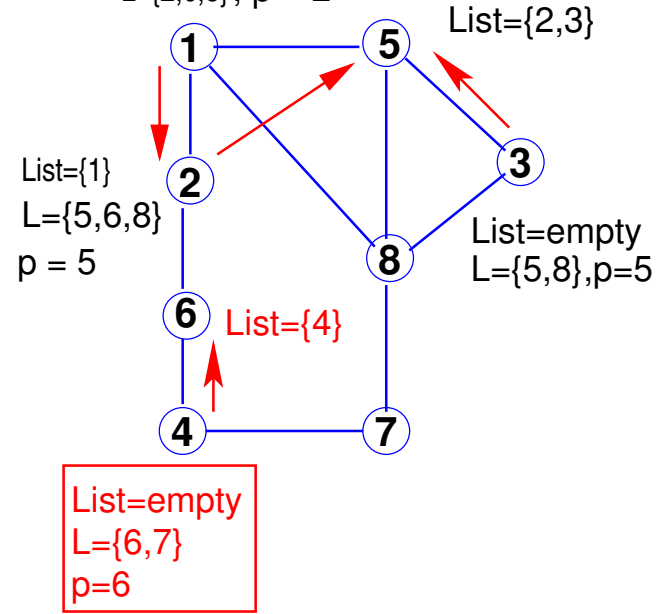 List={2,3}
1
5
3
List={1}
L={5,6,8}
p = 5
2
List=empty
L={5,8},p=5
8
6
List={4}
4
7
List=empty
L={6,7}
p=6